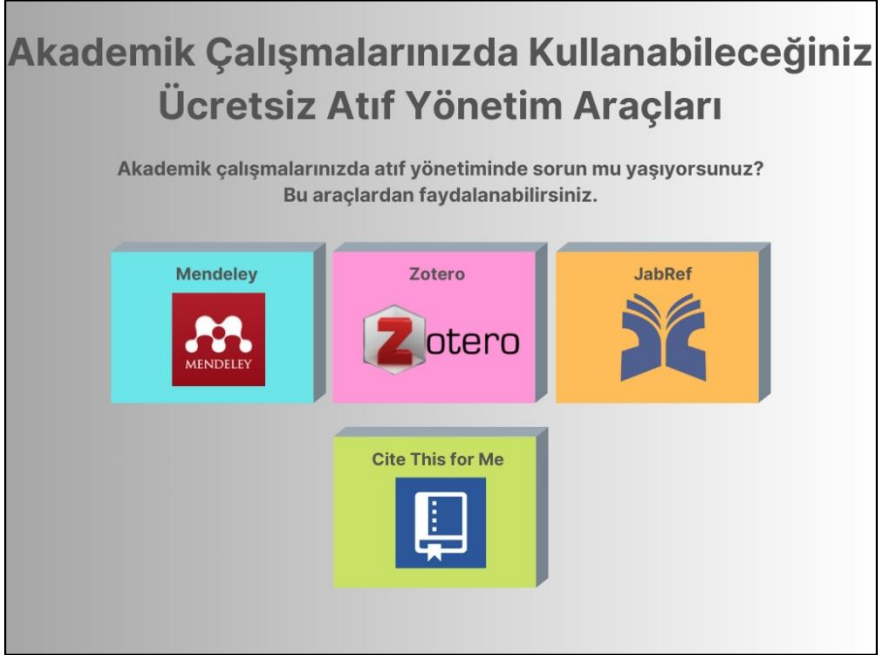 Akademik Çalışmalarınızda Kullanabileceğiniz
Ücretsiz Atıf Yönetim Araçları
Akademik çalışmalarınızda atıf yönetiminde sorun mu yaşıyorsunuz?
Bu araçlardan faydalanabilirsiniz.
Mendeley
MENDELEY
Zotero
Zotero
JabRef
Cite This for Me